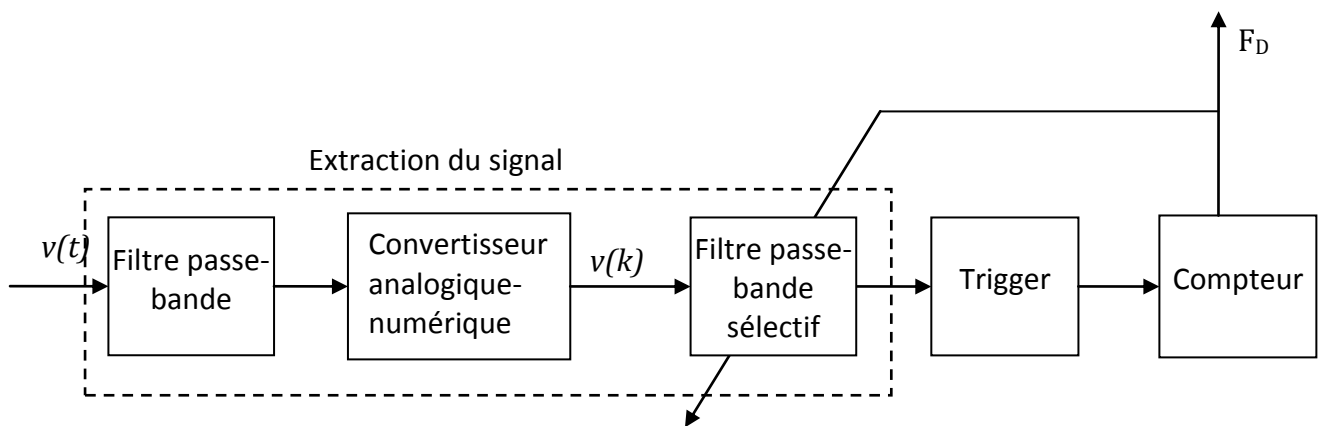 F_D
Extraction du signal
v(t)
Filtre passe-
bande
Convertisseur
analogique-
numérique
v(k)
Filtre passe-
bande
sélectif
Trigger
Compteur